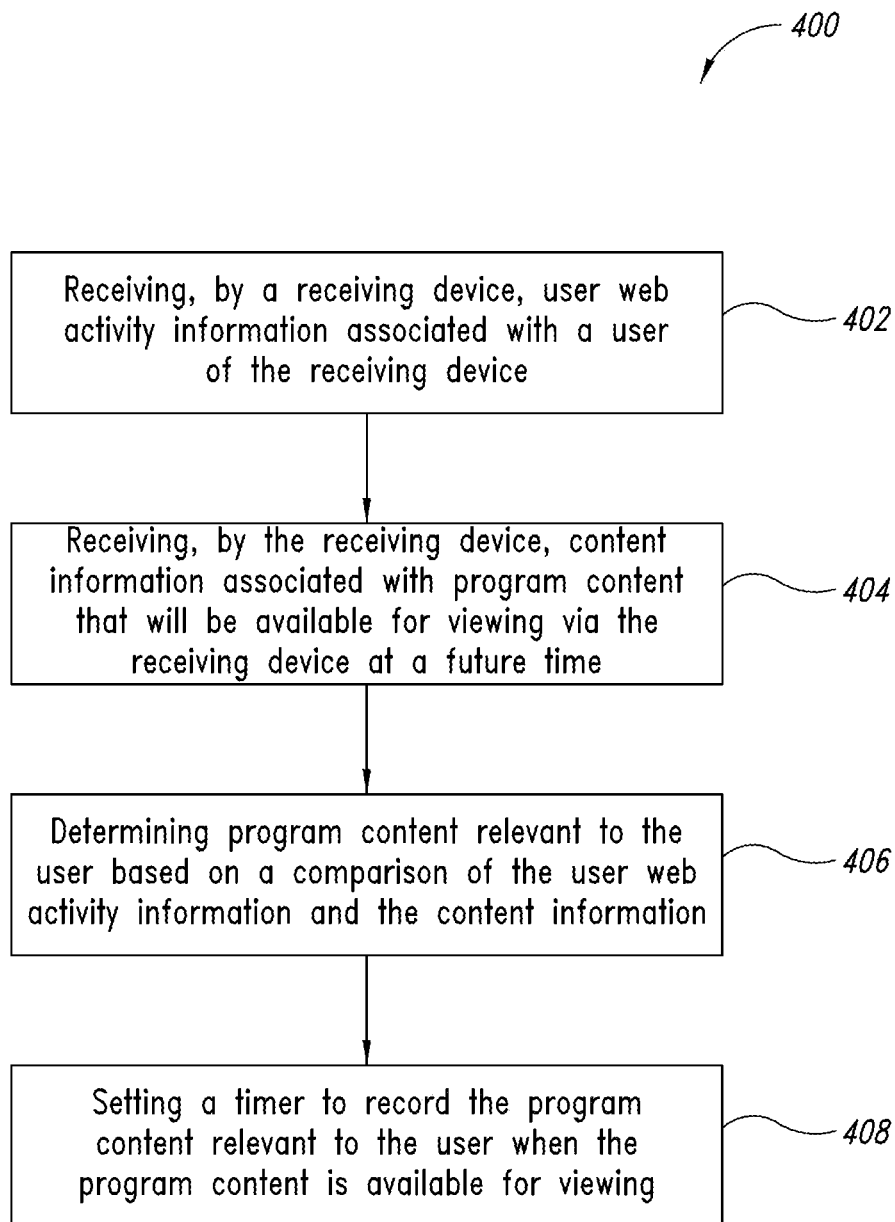 400
Receiving, by a receiving device, user web
activity information associated with a user
of the receiving device
402
Receiving, by the receiving device, content
information associated with program content
that will be available for viewing via the
receiving device at a future time
404
Determining program content relevant to the
user based on a comparison of the user web
activity information and the content information
406
Setting a timer to record the program
content relevant to the user when the
program content is available for viewing
408